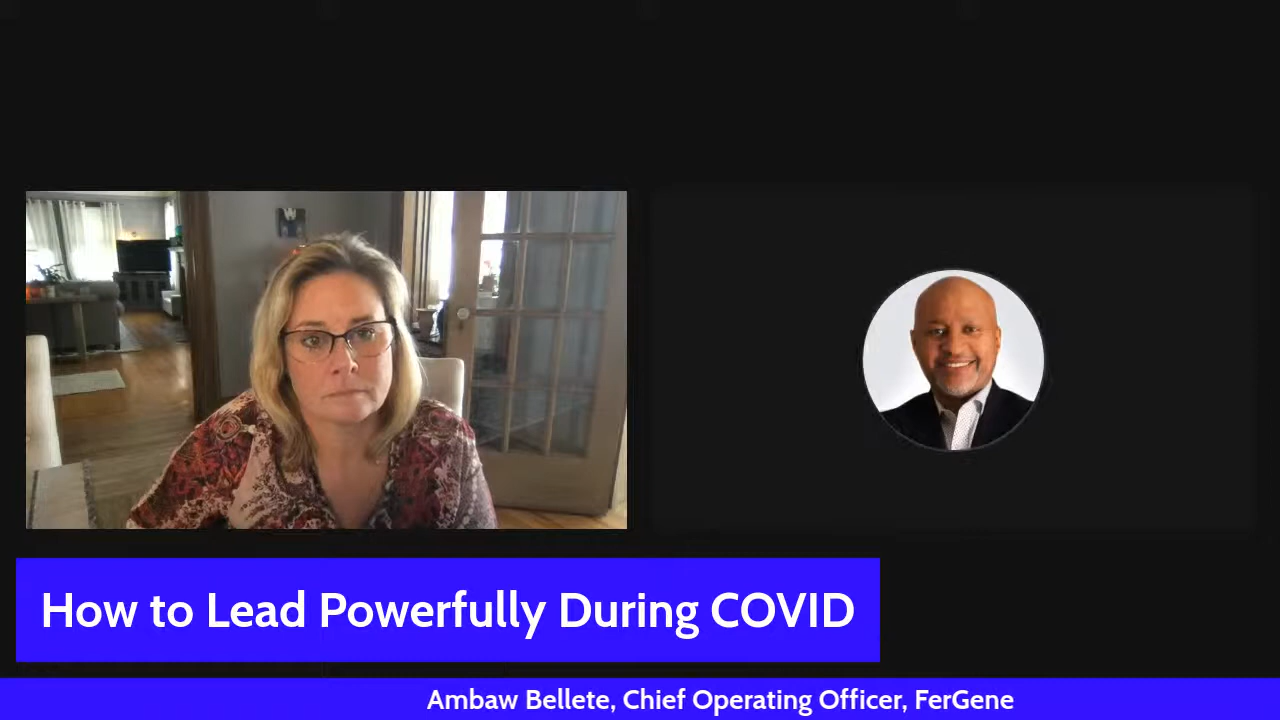 How to Lead Powerfully During COVID
Ambaw Bellete, Chief Operating Officer, FerGene